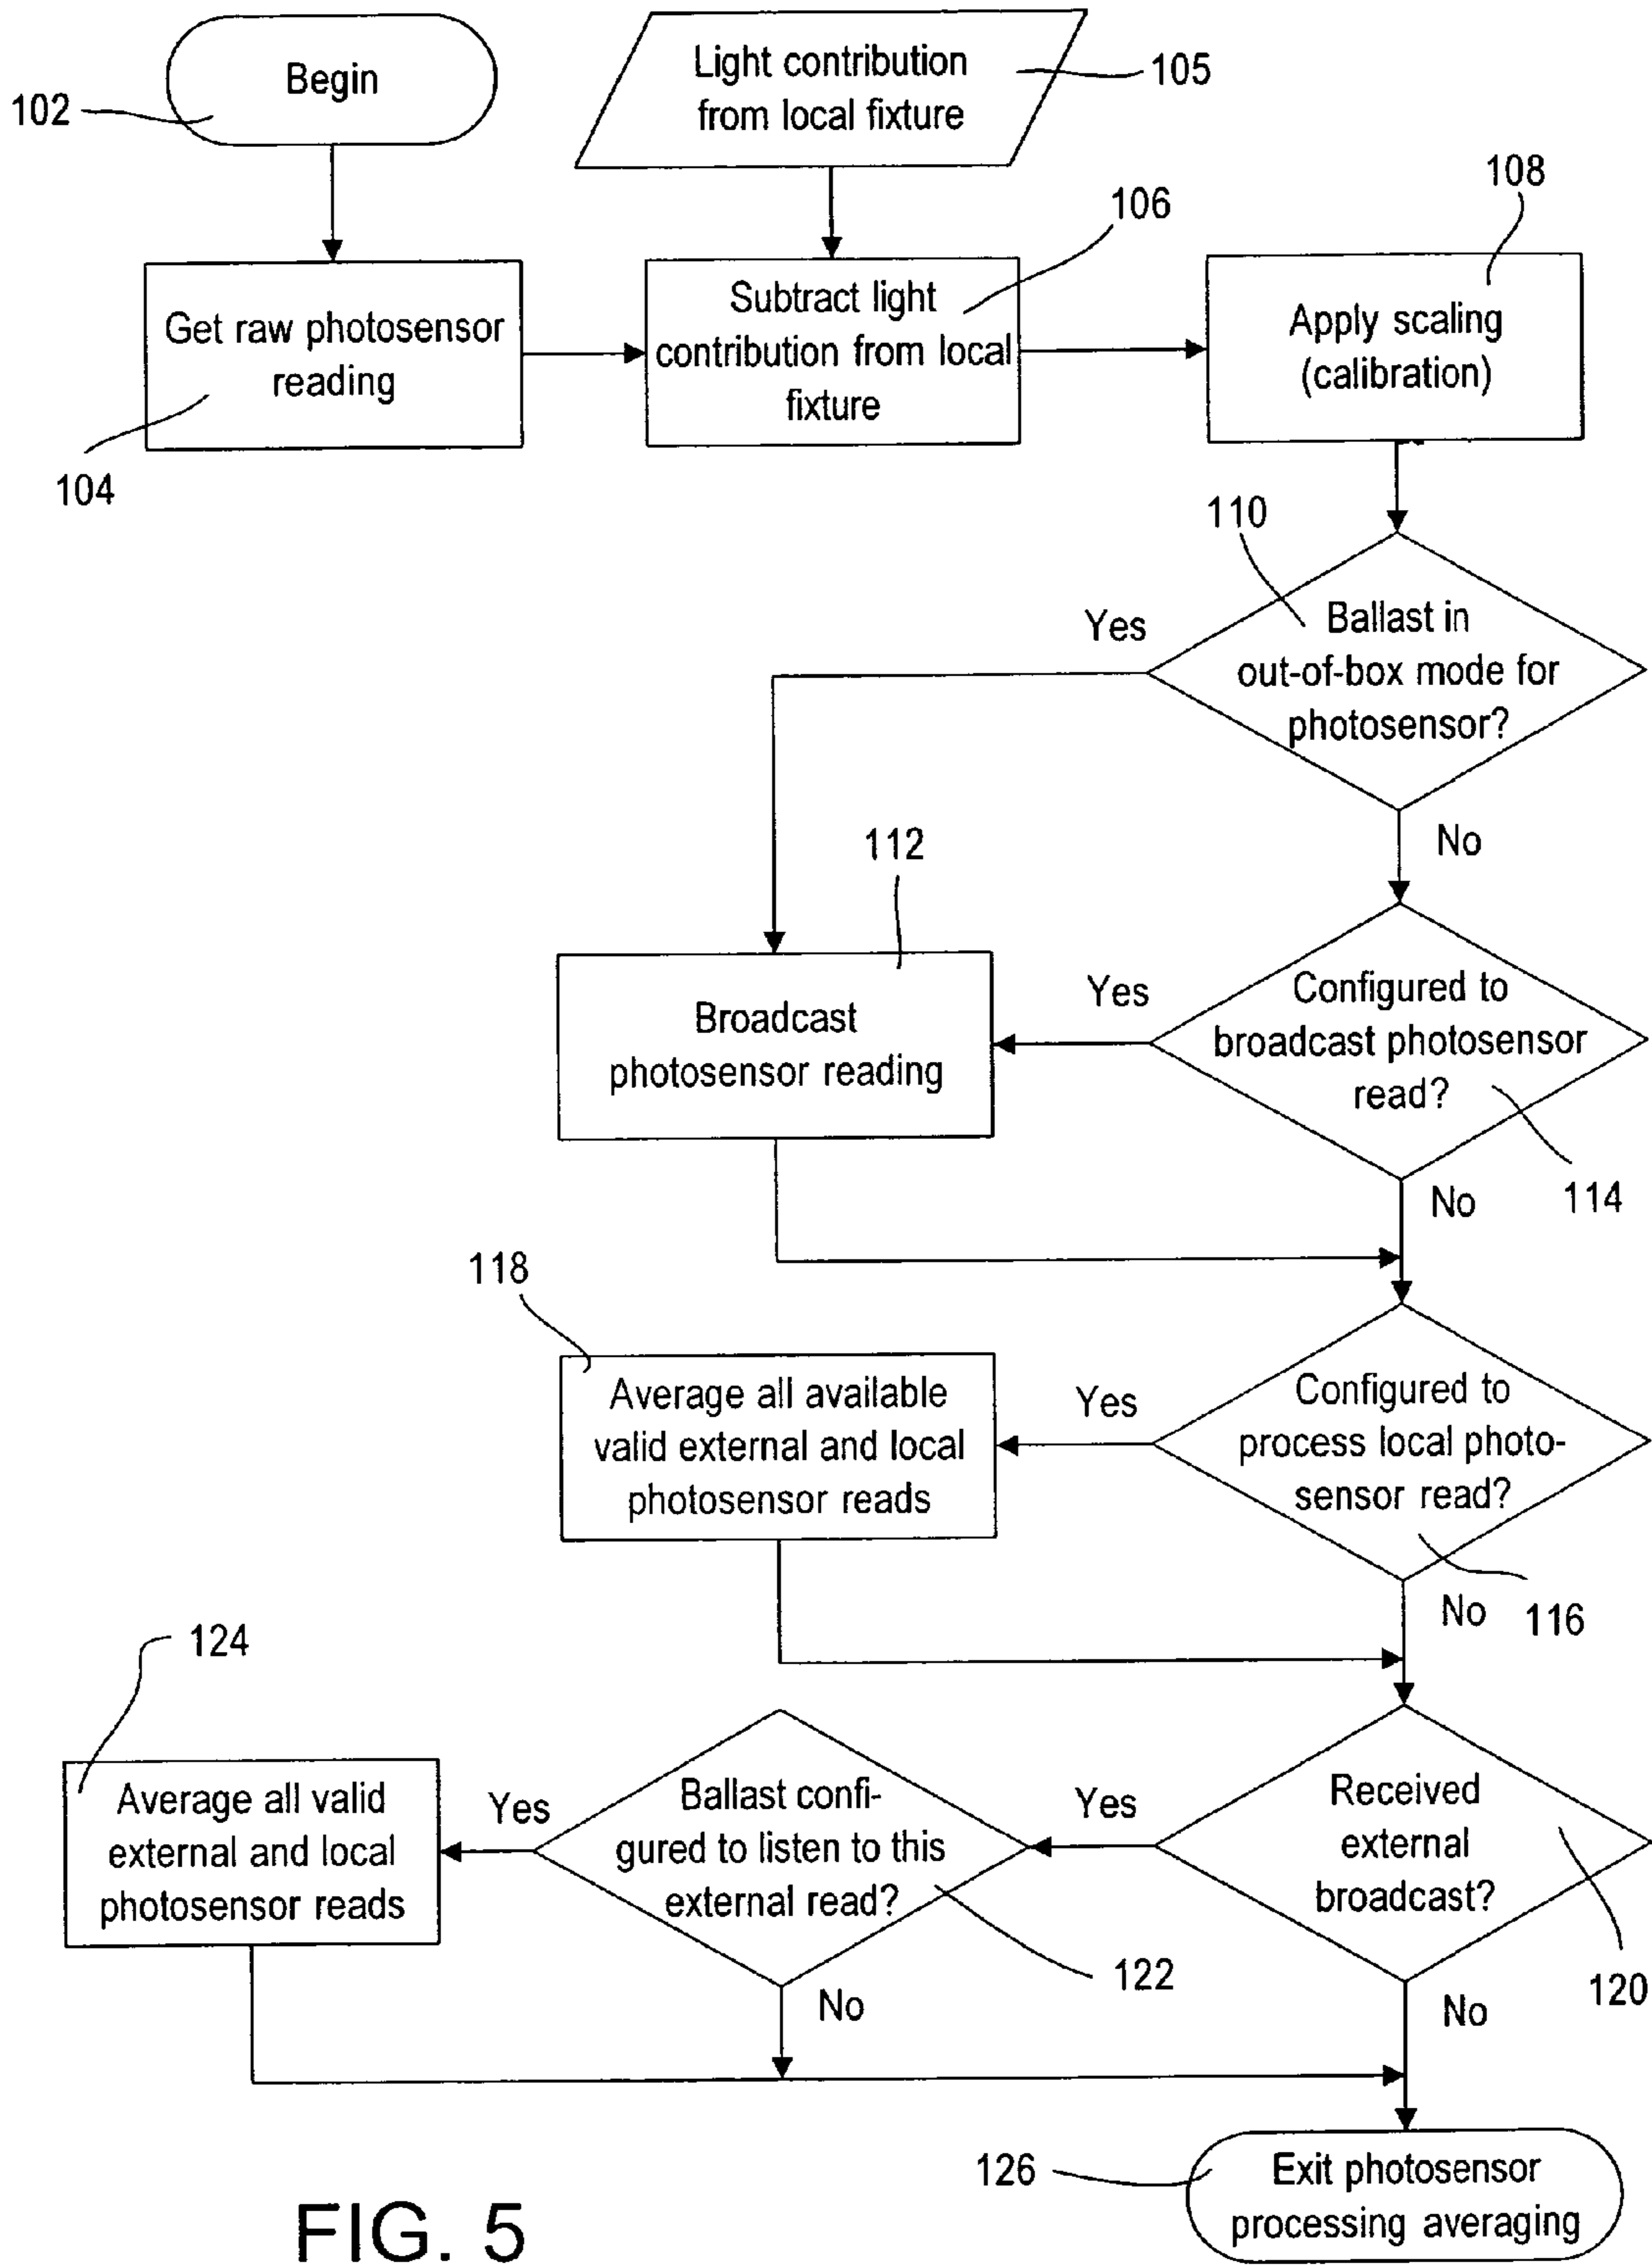 Begin
102
Light contribution
from local fixture
105
Get raw photosensor
reading
104
Subtract light
contribution from local
fixture
106
Apply scaling
(calibration)
108
Ballast in
out-of-box mode for
photosensor?
110
Yes
No
Broadcast
photosensor reading
112
Yes
Configured to
broadcast photosensor
read?
114
No
Average all available
valid external and local
photosensor reads
118
Yes
Configured to
process local photo-
sensor read?
116
No
Average all valid
external and local
photosensor reads
124
Yes
Ballast confi-
gured to listen to this
external read?
122
No
Yes
Received
external
broadcast?
120
No
Exit photosensor
processing averaging
126
FIG. 5